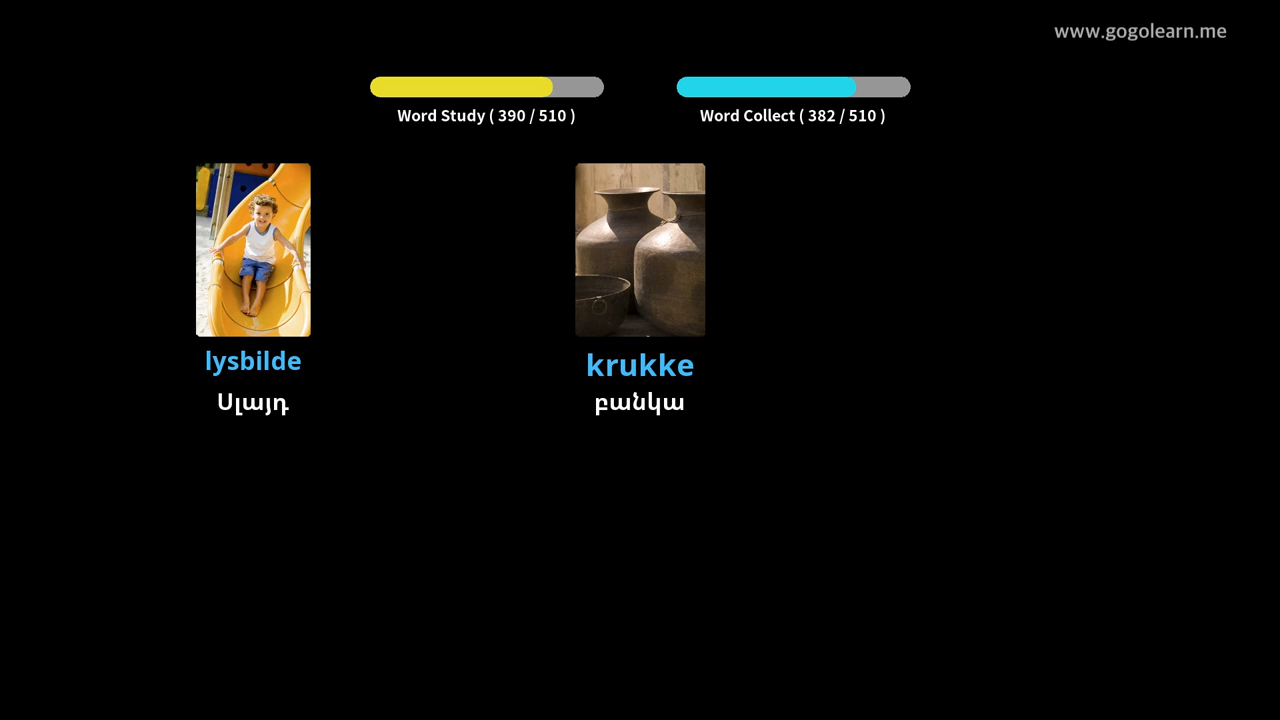 www.gogolearn.me
Word Study ( 390 / 510 )
Word Collect ( 382 / 510 )
lysbilde
Սլայդ
krukke
բանկա